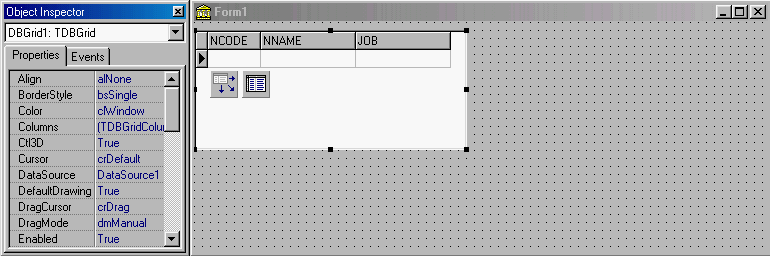 Object Inspector
DBGrid1: TDBGrid
Properties Events
Align alNone
BorderStyle bsSingle
Color clWindow
Columns (TDBGridColun
Ctl3D True
Cursor crDefault
DataSource DataSource1
DefaultDrawing True
DragCursor crDrag
DragMode dmManual
Enabled True
Form1
NCODE NNAME JOB